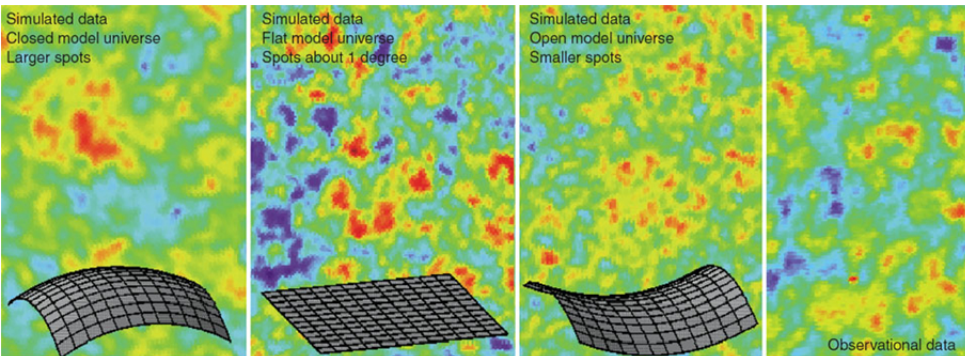 Simulated data
Closed model universe
Larger spots
Simulated data
Flat model universe
Spots about 1 degree
Simulated data
Open model universe
Smaller spots
Observational data